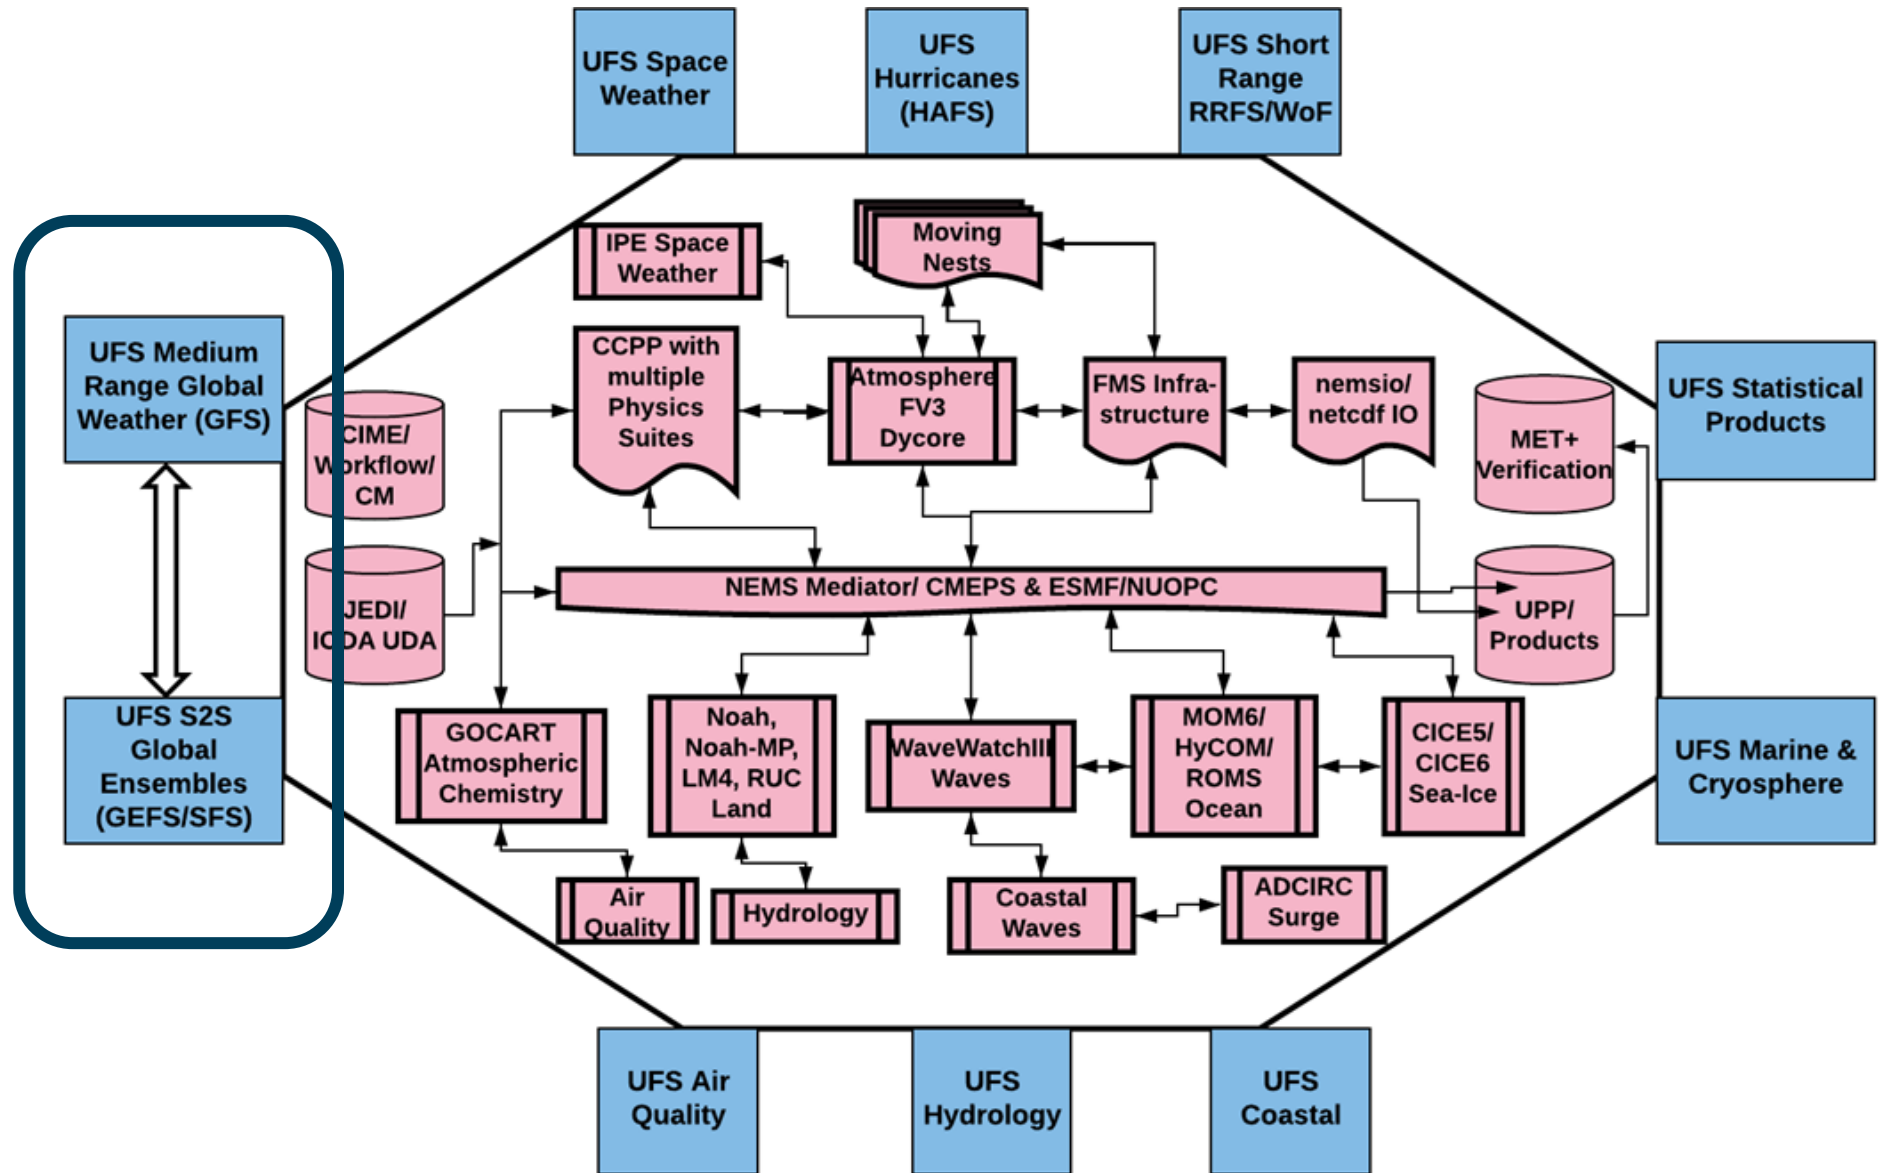 UFS Space
Weather
UFS
Hurricanes
(HAFS)
UFS Short
Range
RRFS/WoF
IPE Space
Weather
Moving
Nests
UFS Medium
Range Global
Weather (GFS)
CIME/
Workflow/
CM
CCPP with
multiple
Physics
Suites
Atmosphere
FV3
Dycore
FMS Infra-
structure
nemsio/
netcdf IO
MET+
Verification
UFS Statistical
Products
JEDI/
ICDA UDA
NEMS Mediator/ CMEPS & ESMF/NUOPC
UPP/
Products
UFS S2S
Global
Ensembles
(GEFS/SFS)
GOCART
Atmospheric
Chemistry
Noah,
Noah-MP,
LM4, RUC
Land
WaveWatchIII
Waves
MOM6/
HyCOM/
ROMS
Ocean
CICE5/
CICE6
Sea-Ice
UFS Marine &
Cryosphere
Air
Quality
Hydrology
Coastal
Waves
ADCIRC
Surge
UFS Air
Quality
UFS
Hydrology
UFS
Coastal